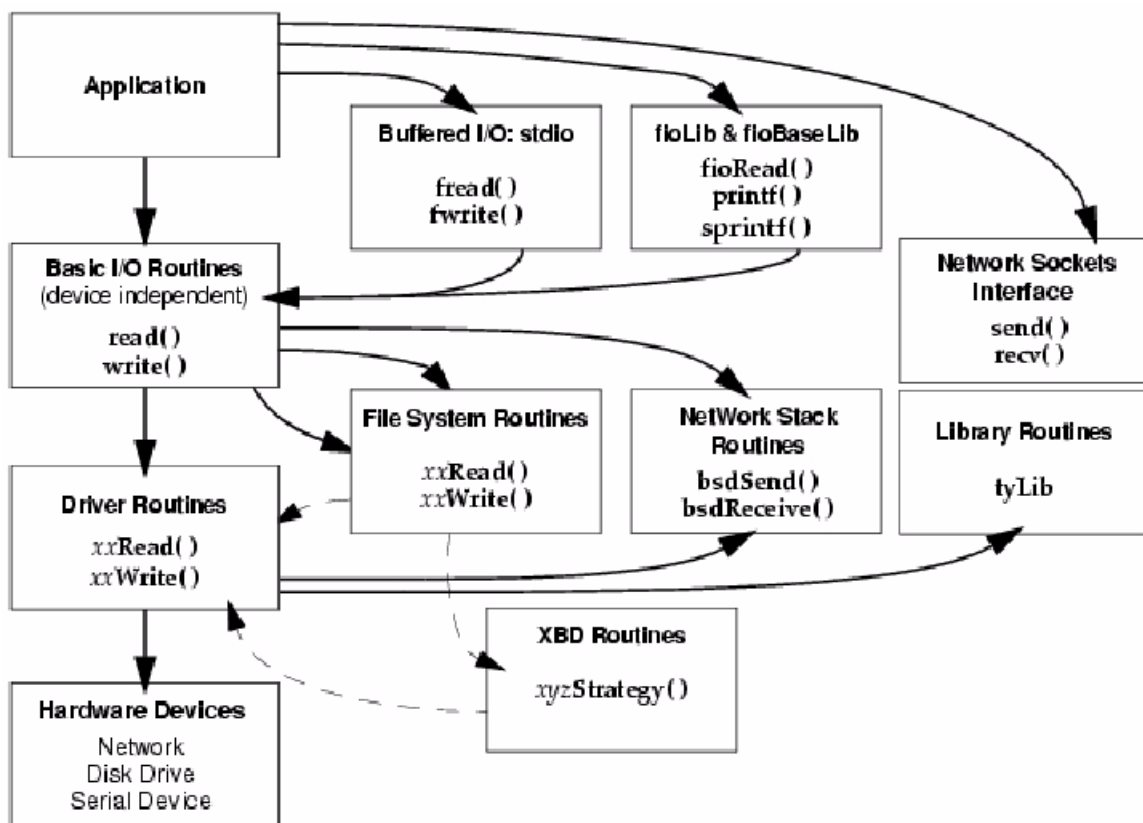 Application
Buffered I/O: stdio
fread( )
fwrite( )
fioLib & fioBaseLib
fioRead( )
printf( )
sprintf( )
Basic I/O Routines
(device independent)
read( )
write( )
Network Sockets
Interface
send( )
recv( )
File System Routines
xxRead( )
xxWrite( )
NetWork Stack
Routines
bsdSend( )
bsdReceive( )
Library Routines
tyLib
Driver Routines
xxRead( )
xxWrite( )
XBD Routines
xyzStrategy( )
Hardware Devices
Network
Disk Drive
Serial Device